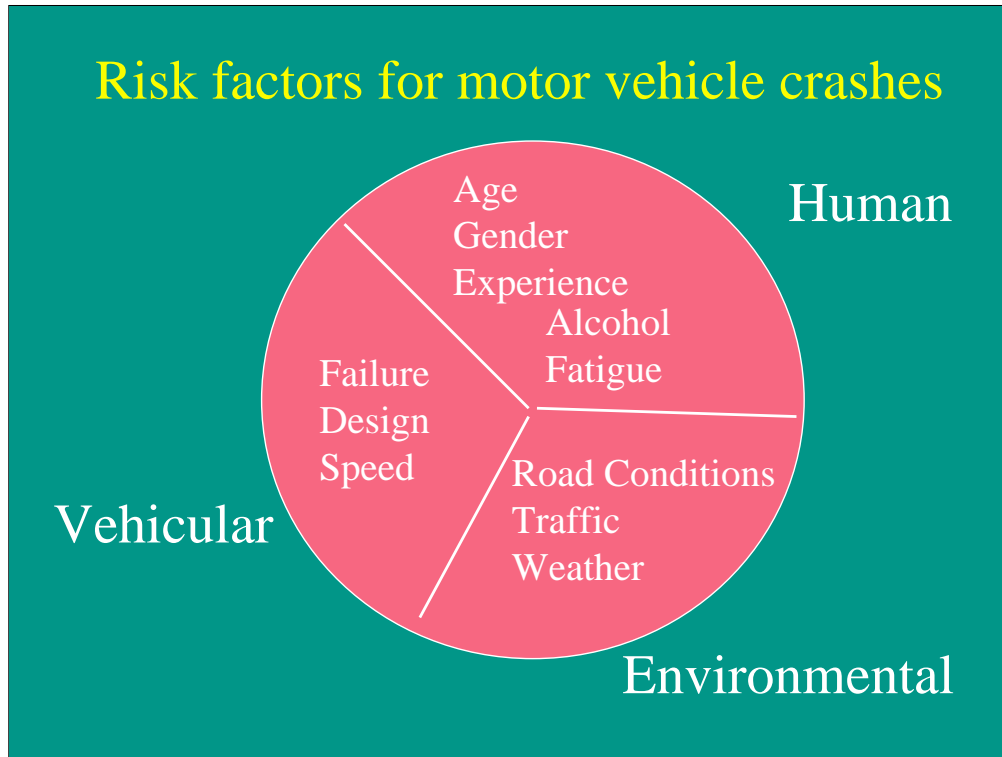 Risk factors for motor vehicle crashes
Human
Age
Gender
Experience
Alcohol
Fatigue
Vehicular
Failure
Design
Speed
Environmental
Road Conditions
Traffic
Weather